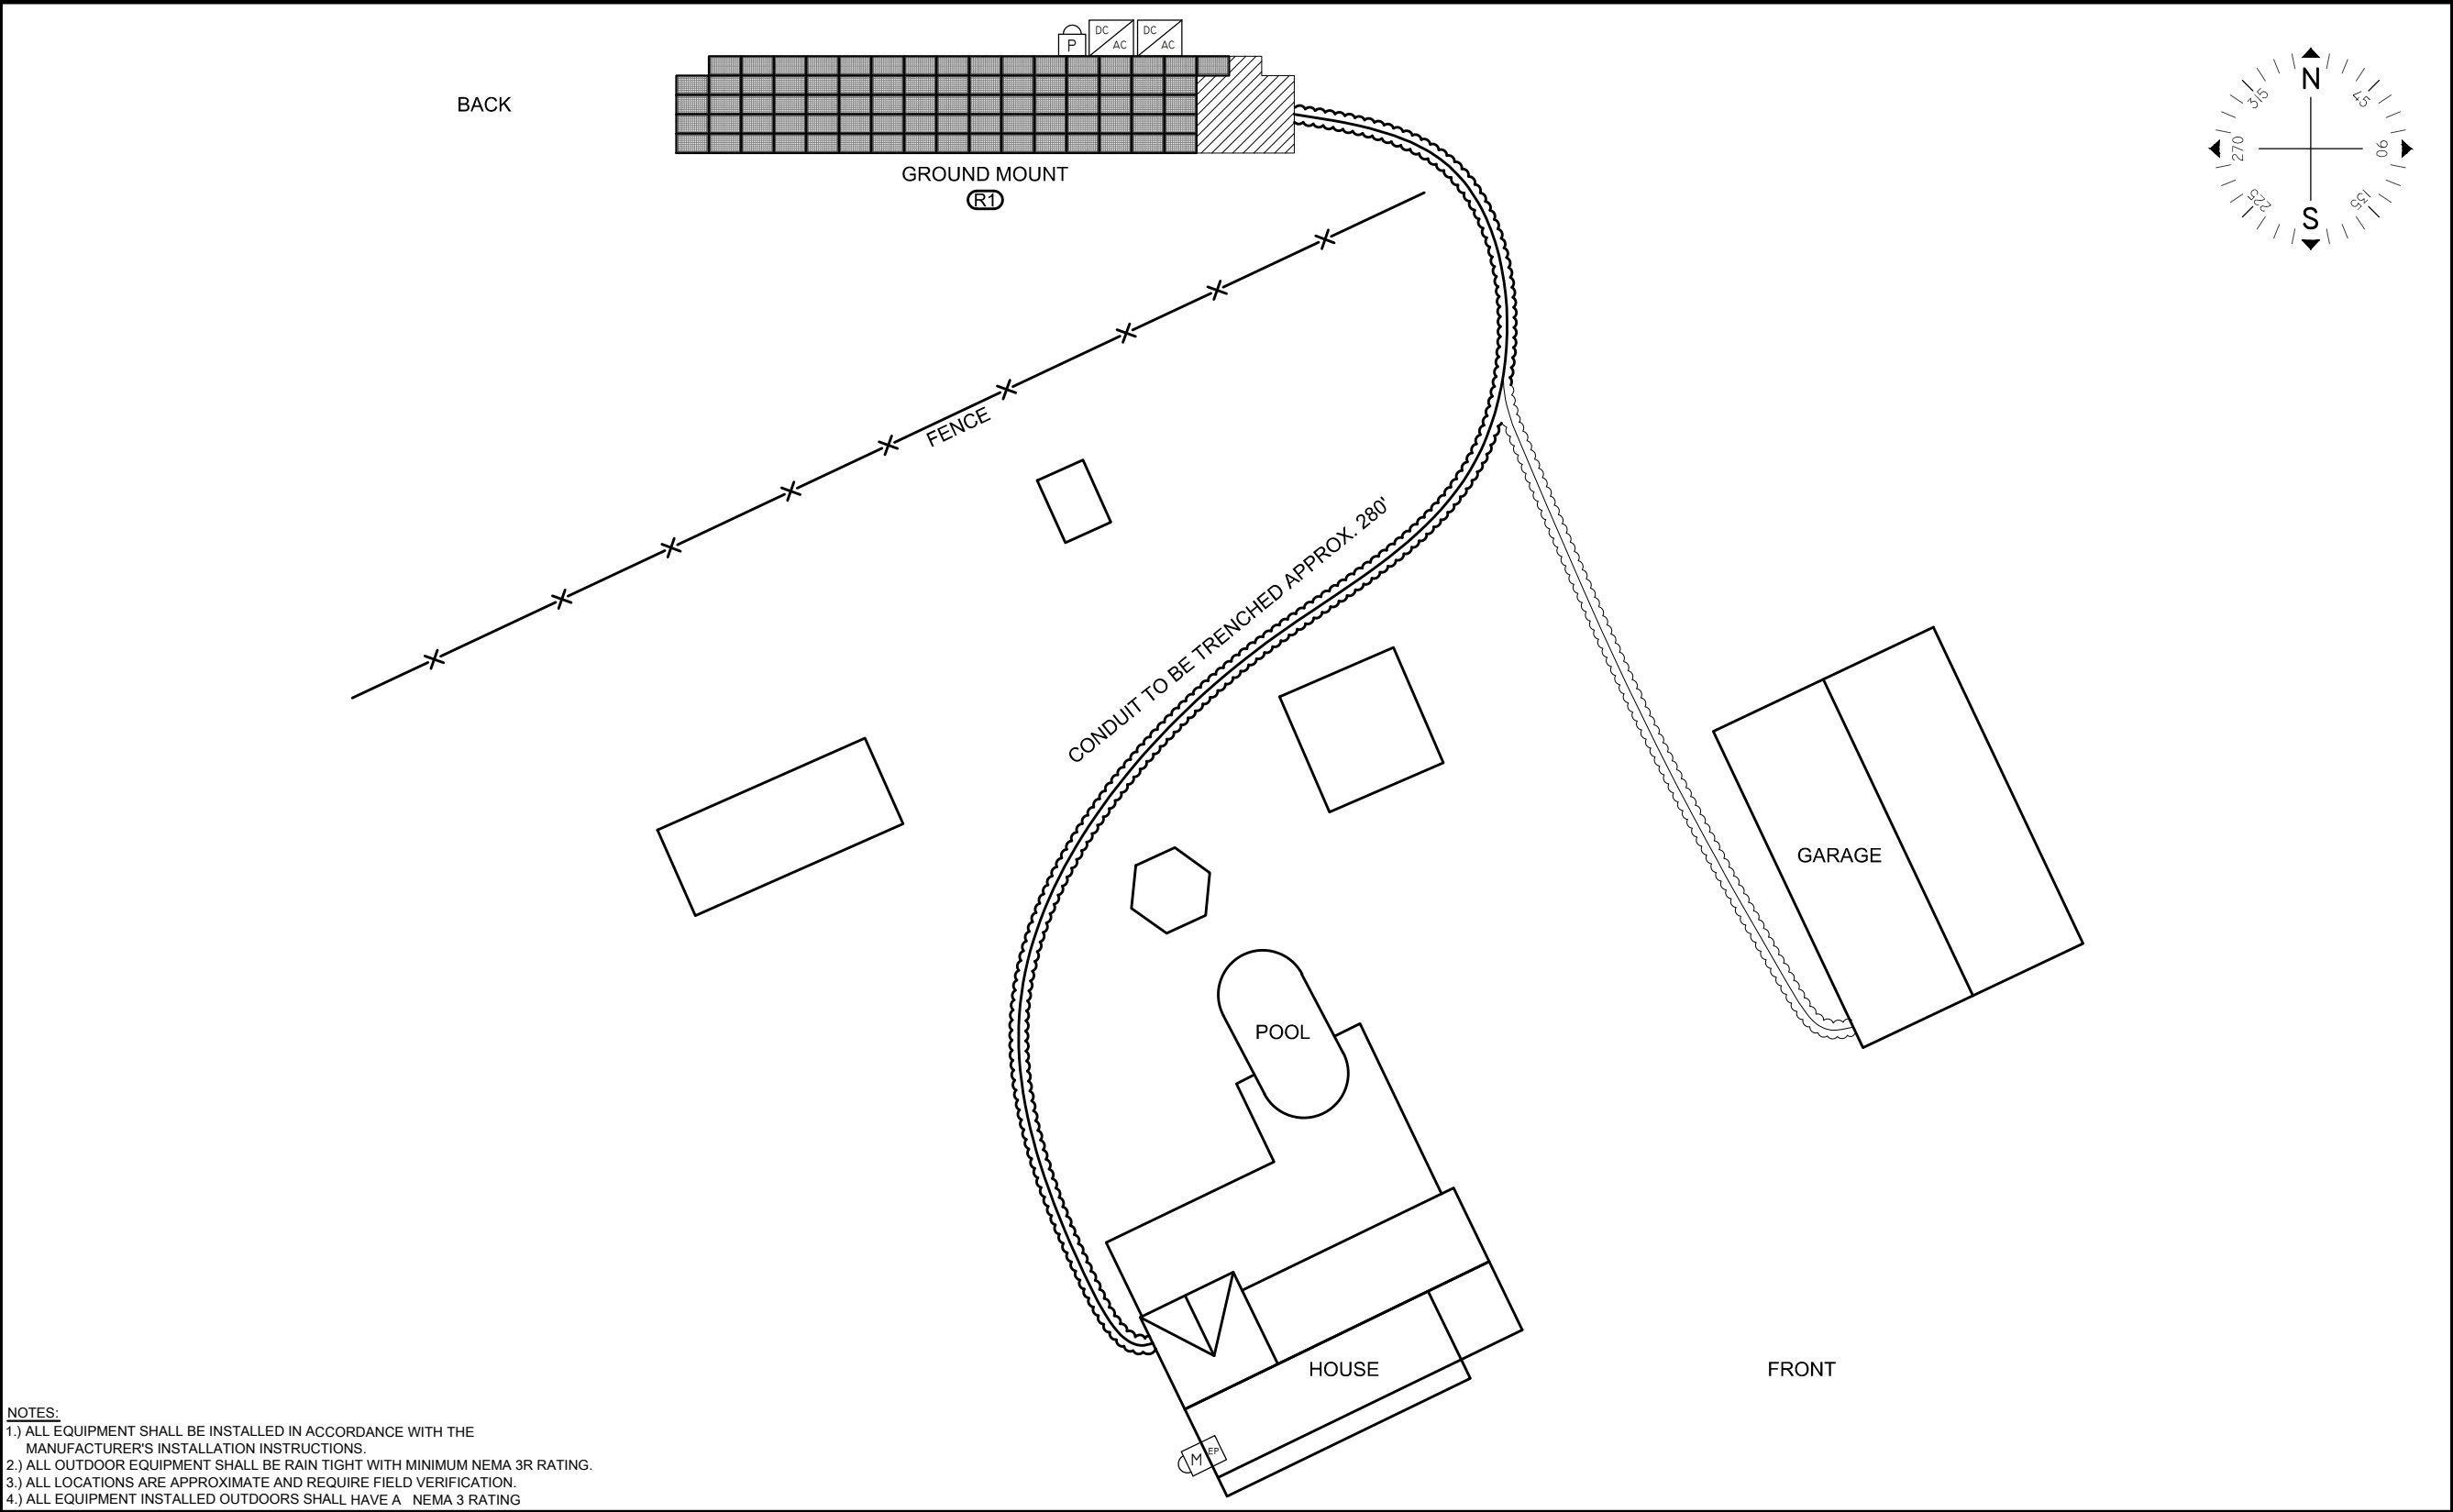 DC
AC
DC
AC
P
BACK
GROUND MOUNT
R1
N
45
90
135
S
225
270
315
FENCE
CONDUIT TO BE TRENCHED APPROX. 280'
GARAGE
POOL
HOUSE
FRONT
M
EP
NOTES:
1.) ALL EQUIPMENT SHALL BE INSTALLED IN ACCORDANCE WITH THE
MANUFACTURER'S INSTALLATION INSTRUCTIONS.
2.) ALL OUTDOOR EQUIPMENT SHALL BE RAIN TIGHT WITH MINIMUM NEMA 3R RATING.
3.) ALL LOCATIONS ARE APPROXIMATE AND REQUIRE FIELD VERIFICATION.
4.) ALL EQUIPMENT INSTALLED OUTDOORS SHALL HAVE A NEMA 3 RATING